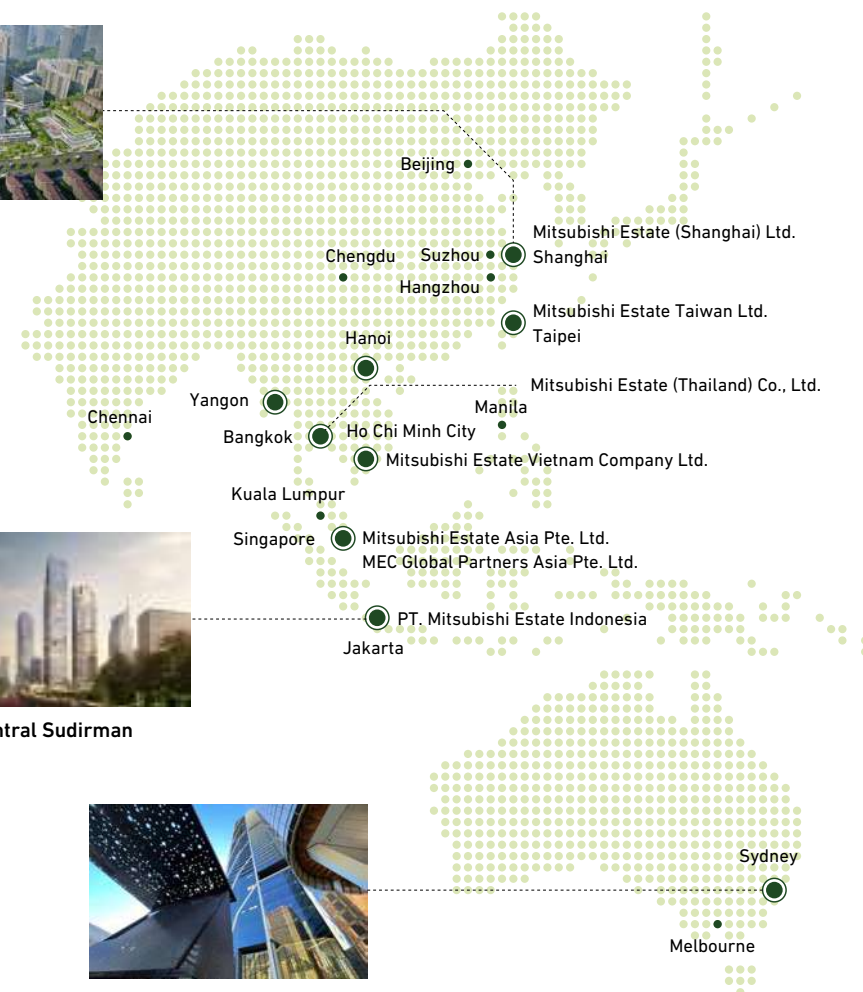 Beijing
Mitsubishi Estate (Shanghai) Ltd.
Chengdu
Suzhou
Shanghai
Hangzhou
Mitsubishi Estate Taiwan Ltd.
Taipei
Hanoi
Mitsubishi Estate (Thailand) Co., Ltd.
Yangon
Manila
Chennai
Bangkok
Ho Chi Minh City
Mitsubishi Estate Vietnam Company Ltd.
Kuala Lumpur
Singapore
Mitsubishi Estate Asia Pte. Ltd.
MEC Global Partners Asia Pte. Ltd.
PT. Mitsubishi Estate Indonesia
Jakarta
ntral Sudirman
Sydney
Melbourne